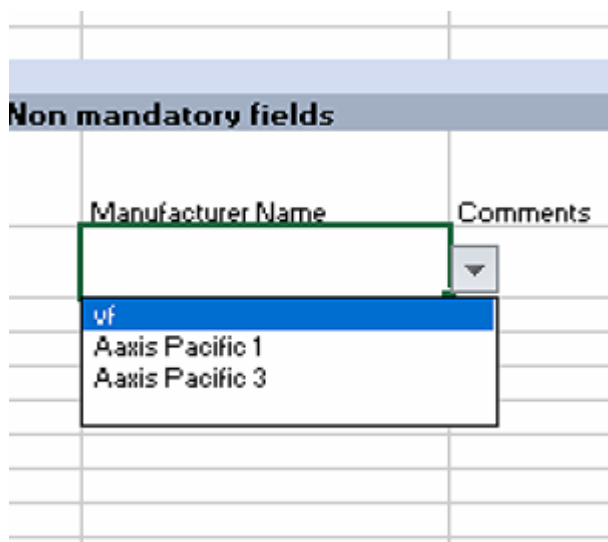 Non mandatory fields
Manufacturer Name
Comments
vf
Aaxis Pacific 1
Aaxis Pacific 3